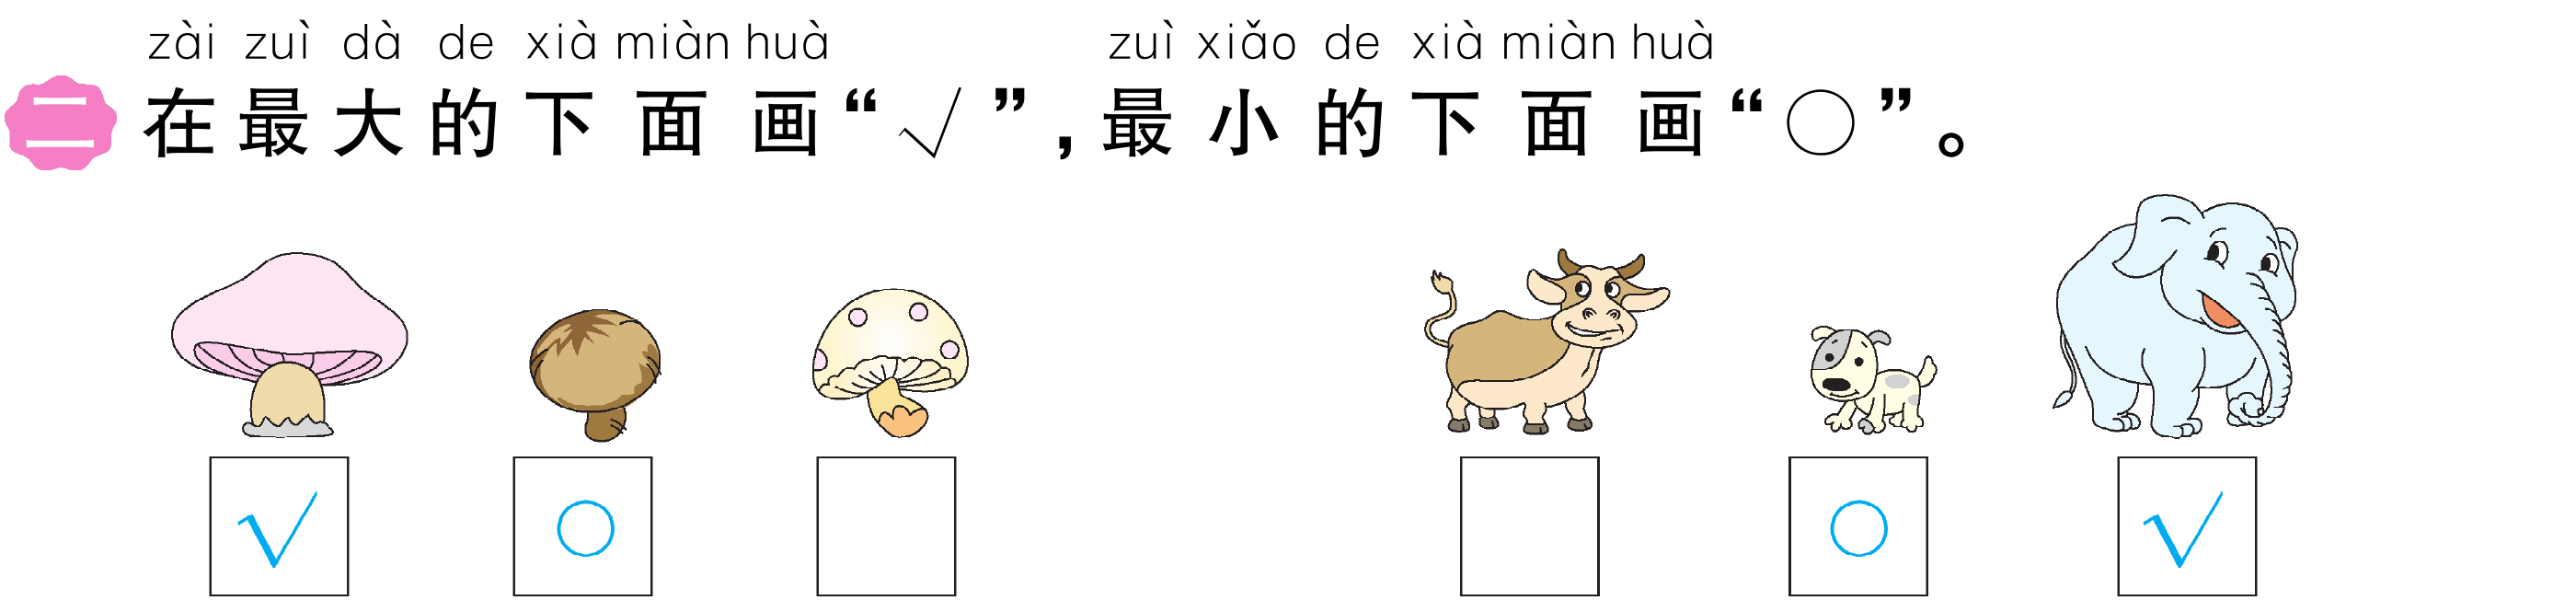 zài zuì dà de xià miàn huà zuì xiǎo de xià miàn huà
二 在最大的下面画“√”,最小的下面画“○”。
√ ○ ○ √